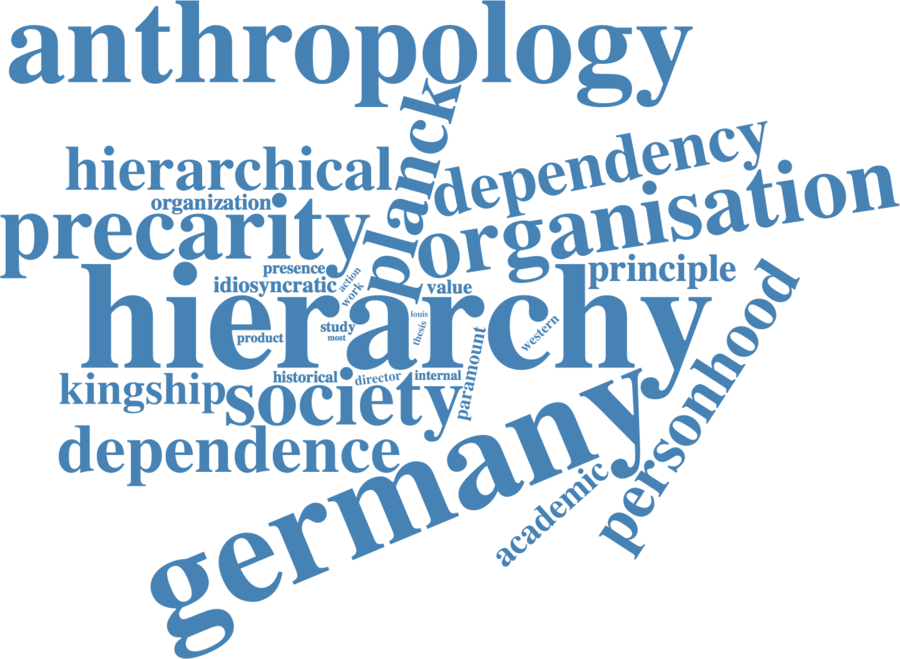 anthropology
planck
hierarchical
dependency
organization
organisation
precarity
presence
action
principle
idiosyncratic
work
value
hierarchy
louis
study
thesis
product
most
western
paramount
personhood
historical
director
internal
kingship
society
dependence
germany
academic